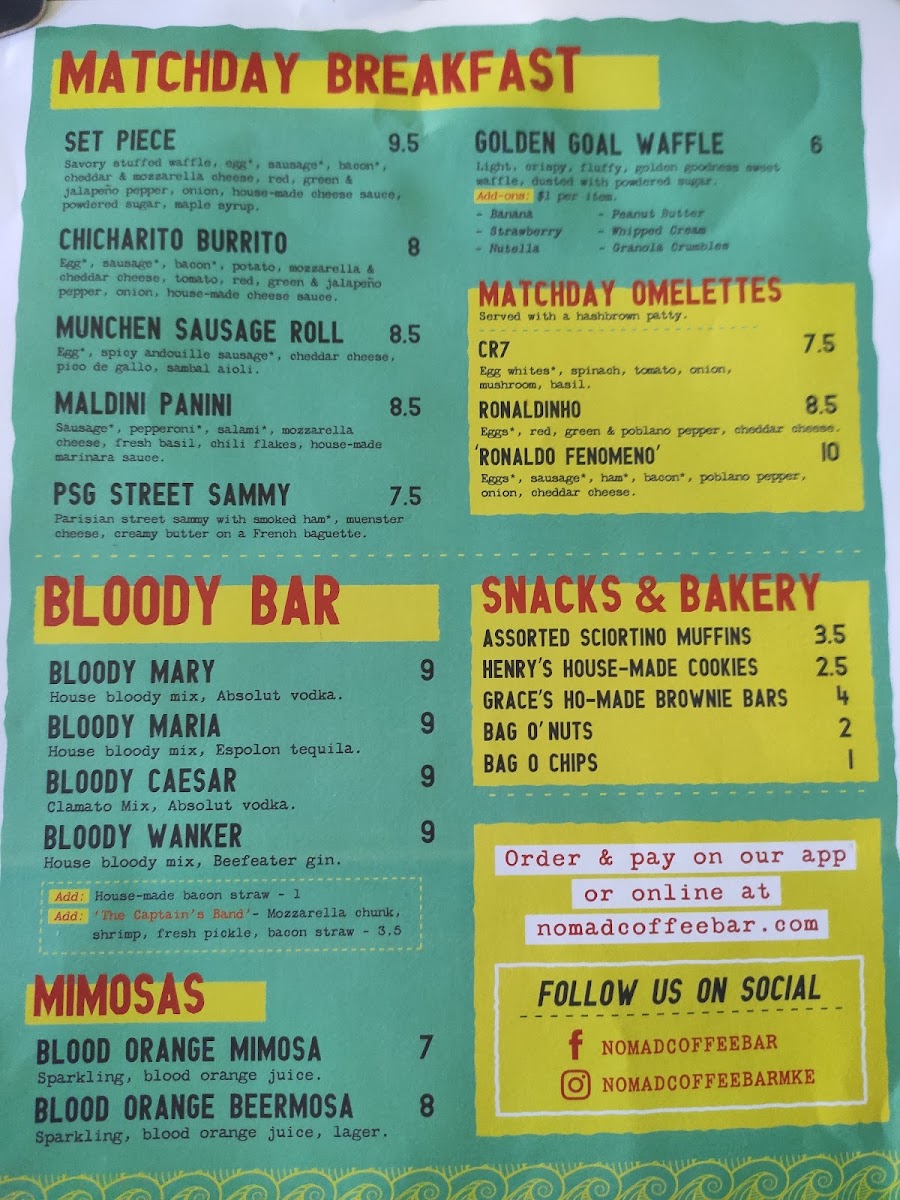 MATCHDAY BREAKFAST
SET PIECE 9.5
Savory stuffed waffle, egg*, sausage*, bacon*,
cheddar & mozzarella cheese, red, green &
jalapeño pepper, onion, house-made cheese sauce,
powdered sugar, maple syrup.
CHICHARITO BURRITO 8
Egg*, sausage*, bacon*, potato, mozzarella &
cheddar cheese, tomato, red, green & jalapeño
pepper, onion, house-made cheese sauce.
MUNCHEN SAUSAGE ROLL 8.5
Egg*, spicy andouille sausage*, cheddar cheese,
pico de gallo, sambal aioli.
MALDINI PANINI 8.5
Sausage*, pepperoni*, salami*, mozzarella
cheese, fresh basil, chili flakes, house-made
marinara sauce.
PSG STREET SAMMY 7.5
Parisian street sammy with smoked ham*, muenster
cheese, creamy butter on a French baguette.
GOLDEN GOAL WAFFLE 6
Light, crispy, fluffy, golden goodness sweet
waffle, dusted with powdered sugar.
Add-ons: $1 per item.
- Banana - Peanut Butter
- Strawberry - Whipped Cream
- Nutella - Granola Crumbles
MATCHDAY OMELETTES
Served with a hashbrown patty.
CR7 7.5
Egg whites*, spinach, tomato, onion,
mushroom, basil.
RONALDINHO 8.5
Eggs*, red, green & poblano pepper, cheddar cheese.
'RONALDO FENOMENO' 10
Eggs*, sausage*, ham*, bacon*, poblano pepper,
onion, cheddar cheese.
BLOODY BAR
BLOODY MARY 9
House bloody mix, Absolut vodka.
BLOODY MARIA 9
House bloody mix, Espolon tequila.
BLOODY CAESAR 9
Clamato Mix, Absolut vodka.
BLOODY WANKER 9
House bloody mix, Beefeater gin.
Add: House-made bacon straw - 1
Add: 'The Captain's Band'- Mozzarella chunk,
shrimp, fresh pickle, bacon straw - 3.5
MIMOSAS
BLOOD ORANGE MIMOSA 7
Sparkling, blood orange juice.
BLOOD ORANGE BEERMOSA 8
Sparkling, blood orange juice, lager.
SNACKS & BAKERY
ASSORTED SCIORTINO MUFFINS 3.5
HENRY'S HOUSE-MADE COOKIES 2.5
GRACE'S HO-MADE BROWNIE BARS 4
BAG O' NUTS 2
BAG O CHIPS 1
Order & pay on our app
or online at
nomadcoffeebar.com
FOLLOW US ON SOCIAL
f NOMADCOFFEEBAR
NOMADCOFFEEBARMKE